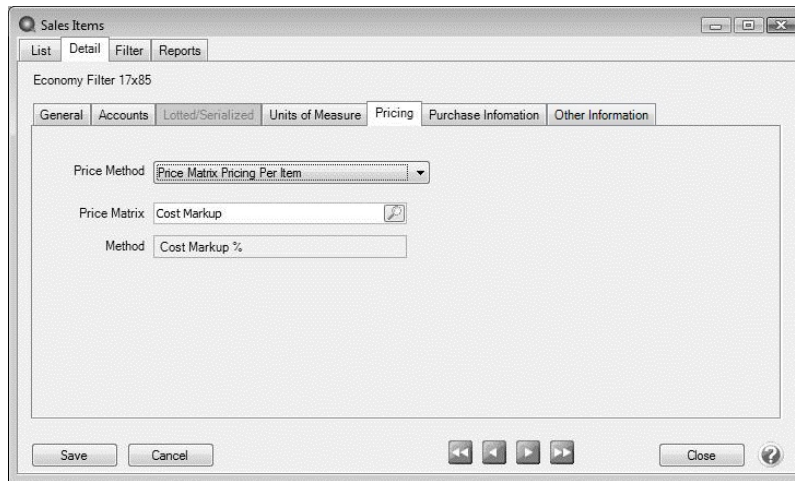 Sales Items
List Detail Filter Reports
Economy Filter 17x85
General Accounts Lotted/Serialized Units of Measure Pricing Purchase Infomation Other Information
Price Method Price Matrix Pricing Per Item
Price Matrix Cost Markup
Method Cost Markup %
Save Cancel Close ?